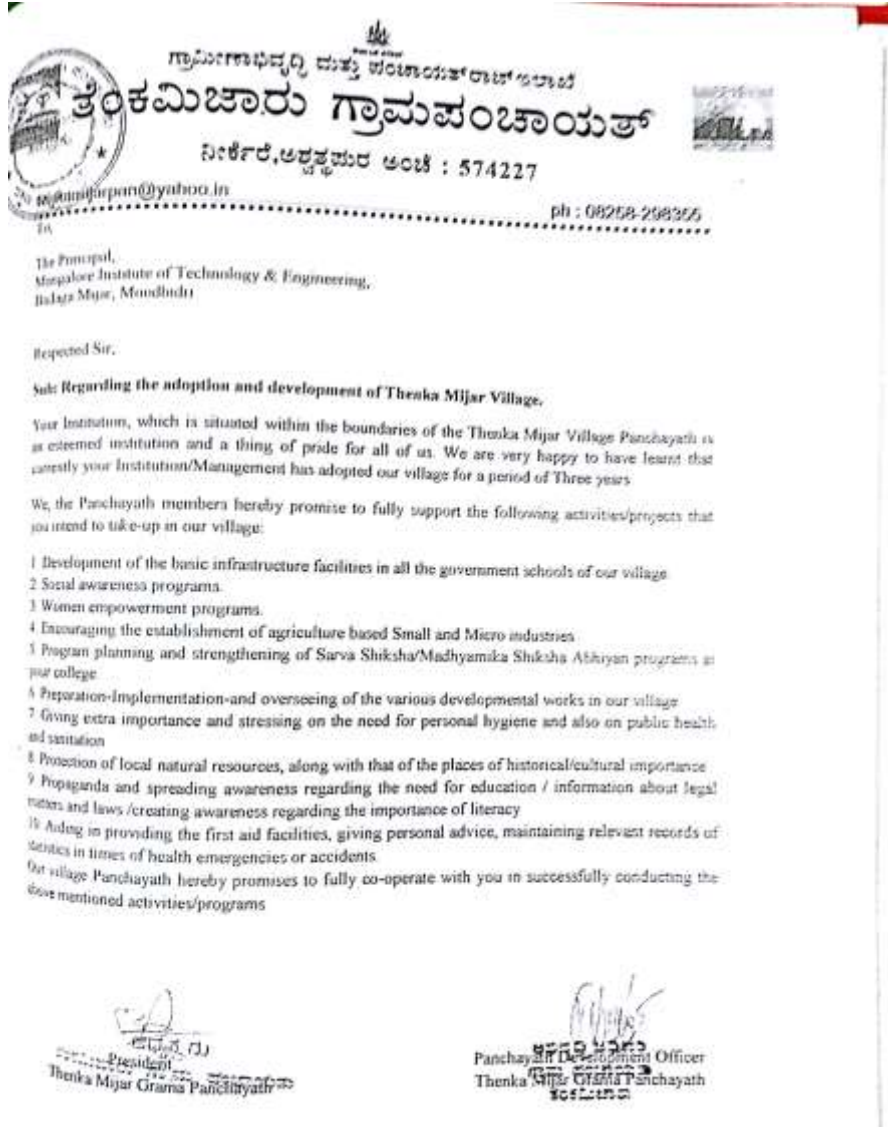 ಗ್ರಾಮೀಣಾಭಿವೃದ್ಧಿ ಮತ್ತು ಪಂಚಾಯತ್ ರಾಜ್ ಇಲಾಖೆ
ತೆಂಕಮಿಜಾರು ಗ್ರಾಮಪಂಚಾಯತ್
ನೀರ್ಕೆರೆ,ಅಶ್ವತ್ಥಪುರ ಅಂಚೆ : 574227
@yahoo.in
ph : 08258-298355
To,
The Principal,
Mangalore Institute of Technology & Engineering,
Badaga Mijar, Moodbidri
Respected Sir,
Sub: Regarding the adoption and development of Thenka Mijar Village.
Your Institution, which is situated within the boundaries of the Thenka Mijar Village Panchayath is
an esteemed institution and a thing of pride for all of us. We are very happy to have learnt that
currently your Institution/Management has adopted our village for a period of Three years
We, the Panchayath members hereby promise to fully support the following activities/projects that
you intend to take-up in our village:
1 Development of the basic infrastructure facilities in all the government schools of our village
2 Social awareness programs.
3 Women empowerment programs.
4 Encouraging the establishment of agriculture based Small and Micro industries
5 Program planning and strengthening of Sarva Shiksha/Madhyamika Shiksha Abhiyan programs at
your college
6 Preparation-Implementation-and overseeing of the various developmental works in our village
7 Giving extra importance and stressing on the need for personal hygiene and also on public health
and sanitation
8 Protection of local natural resources, along with that of the places of historical/cultural importance
9 Propaganda and spreading awareness regarding the need for education / information about legal
matters and laws /creating awareness regarding the importance of literacy
10 Aiding in providing the first aid facilities, giving personal advice, maintaining relevant records of
statistics in times of health emergencies or accidents
Our village Panchayath hereby promises to fully co-operate with you in successfully conducting the
above mentioned activities/programs
President
Thenka Mijar Grama Panchayath
Panchayath Development Officer
Thenka Mijar Grama Panchayath